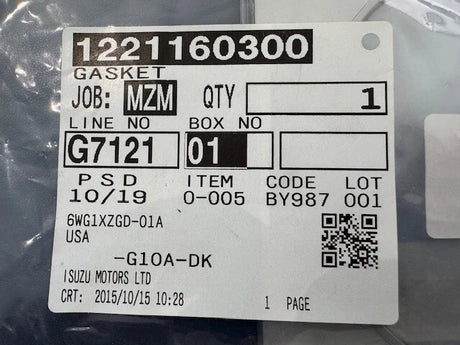 1221160300
GASKET
JOB: MZM QTY 1
LINE NO BOX NO
G7121 01
PSD ITEM CODE LOT
10/19 0-005 BY987 001
6WG1XZGD-01A
USA
-G10A-DK
ISUZU MOTORS LTD
CRT: 2015/10/15 10:28 1 PAGE